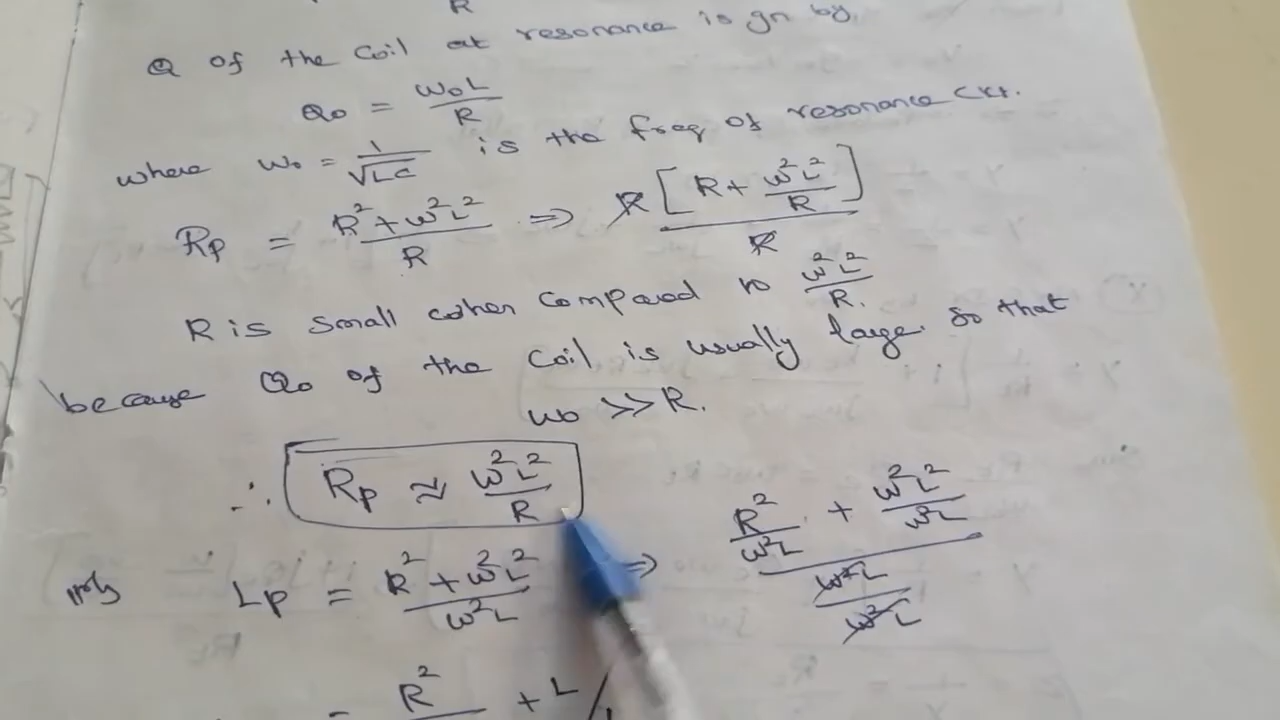 R
Q of the coil at resonance is gn by,
Qo = ωoL/R
where ωo = 1/√LC is the freq of resonance Ckt.
Rp = R²+ω²L²/R ⇒ R[R+ω²L²/R]/R
R is small when compared to ω²L²/R.
because Qo of the coil is usually large so that
ωo >> R.
∴ Rp ≈ ω²L²/R
|||rly Lp = R²+ω²L²/ω²L ⇒ R²/ω²L + ω²L²/ω²L / ω²L/ω²L
= R² + L